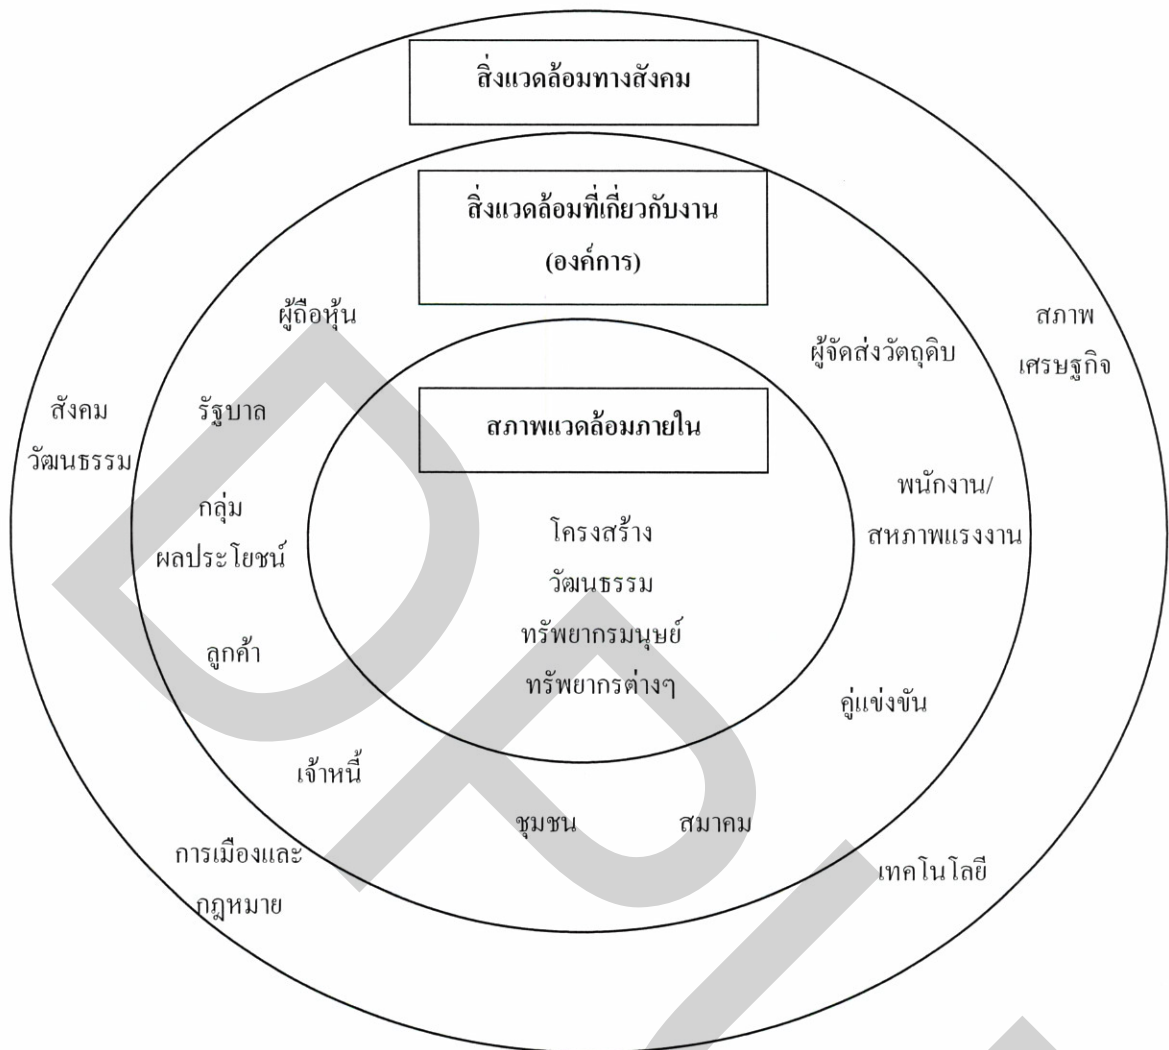 สิ่งแวดล้อมทางสังคม
สิ่งแวดล้อมที่เกี่ยวกับงาน
(องค์การ)
ผู้ถือหุ้น
สภาพ
เศรษฐกิจ
ผู้จัดส่งวัตถุดิบ
สังคม
วัฒนธรรม
รัฐบาล
สภาพแวดล้อมภายใน
พนักงาน/
สหภาพแรงงาน
กลุ่ม
ผลประโยชน์
โครงสร้าง
วัฒนธรรม
ทรัพยากรมนุษย์
ทรัพยากรต่างๆ
ลูกค้า
คู่แข่งขัน
เจ้าหนี้
ชุมชน
สมาคม
การเมืองและ
กฎหมาย
เทคโนโลยี